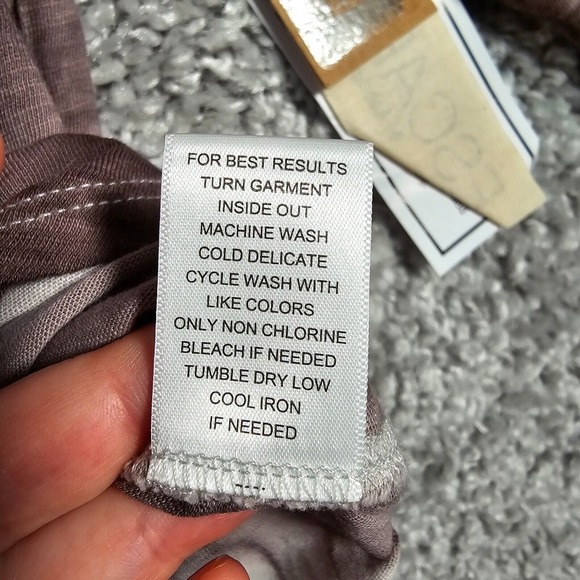 FOR BEST RESULTS
TURN GARMENT
INSIDE OUT
MACHINE WASH
COLD DELICATE
CYCLE WASH WITH
LIKE COLORS
ONLY NON CHLORINE
BLEACH IF NEEDED
TUMBLE DRY LOW
COOL IRON
IF NEEDED